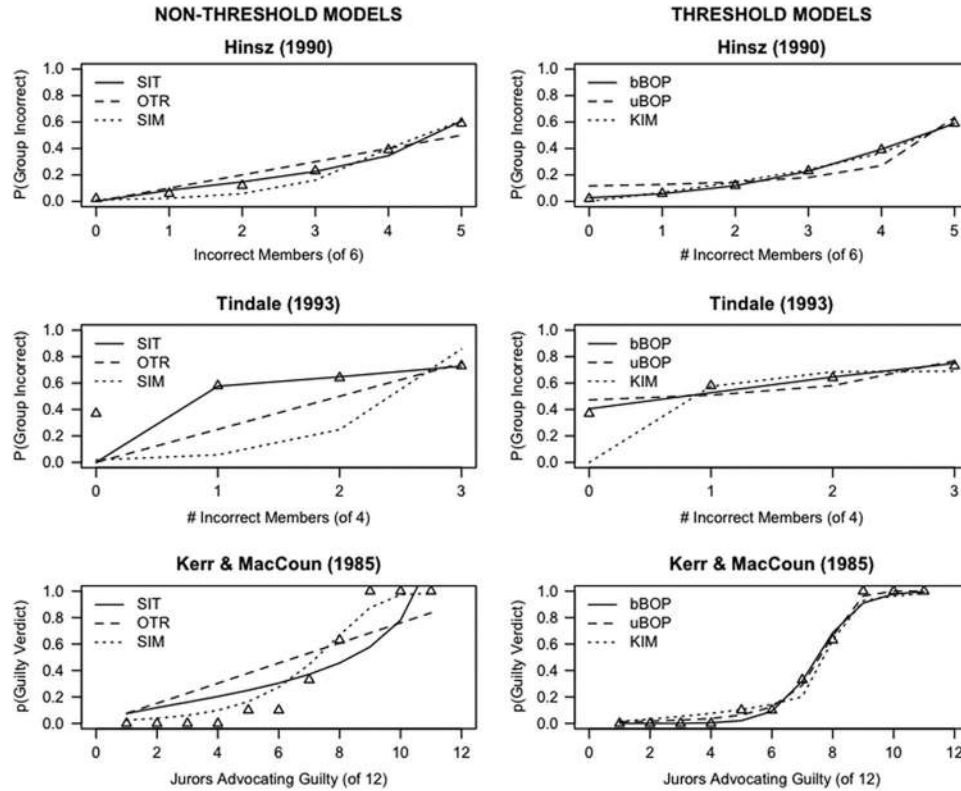 NON-THRESHOLD MODELS
Hinsz (1990)
P(Group Incorrect)
1.0
0.8
0.6
0.4
0.2
0.0
SIT
OTR
SIM
0 1 2 3 4 5
Incorrect Members (of 6)
Tindale (1993)
P(Group Incorrect)
1.0
0.8
0.6
0.4
0.2
0.0
SIT
OTR
SIM
0 1 2 3
# Incorrect Members (of 4)
Kerr & MacCoun (1985)
p(Guilty Verdict)
1.0
0.8
0.6
0.4
0.2
0.0
SIT
OTR
SIM
0 2 4 6 8 10 12
Jurors Advocating Guilty (of 12)
THRESHOLD MODELS
Hinsz (1990)
P(Group Incorrect)
1.0
0.8
0.6
0.4
0.2
0.0
bBOP
uBOP
KIM
0 1 2 3 4 5
# Incorrect Members (of 6)
Tindale (1993)
P(Group Incorrect)
1.0
0.8
0.6
0.4
0.2
0.0
bBOP
uBOP
KIM
0 1 2 3
# Incorrect Members (of 4)
Kerr & MacCoun (1985)
p(Guilty Verdict)
1.0
0.8
0.6
0.4
0.2
0.0
bBOP
uBOP
KIM
0 2 4 6 8 10 12
Jurors Advocating Guilty (of 12)